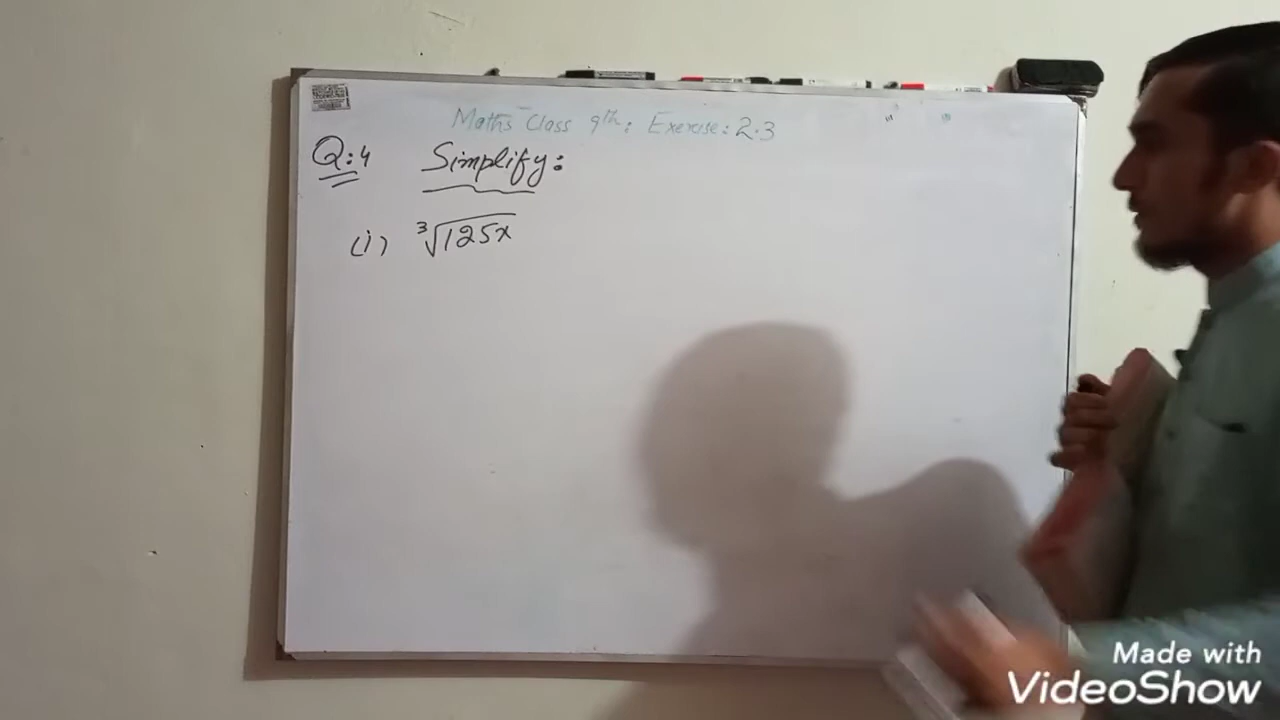 Maths Class 9th: Exercise: 2.3
Q:4 Simplify:
(i) ∛125x
Made with
VideoShow